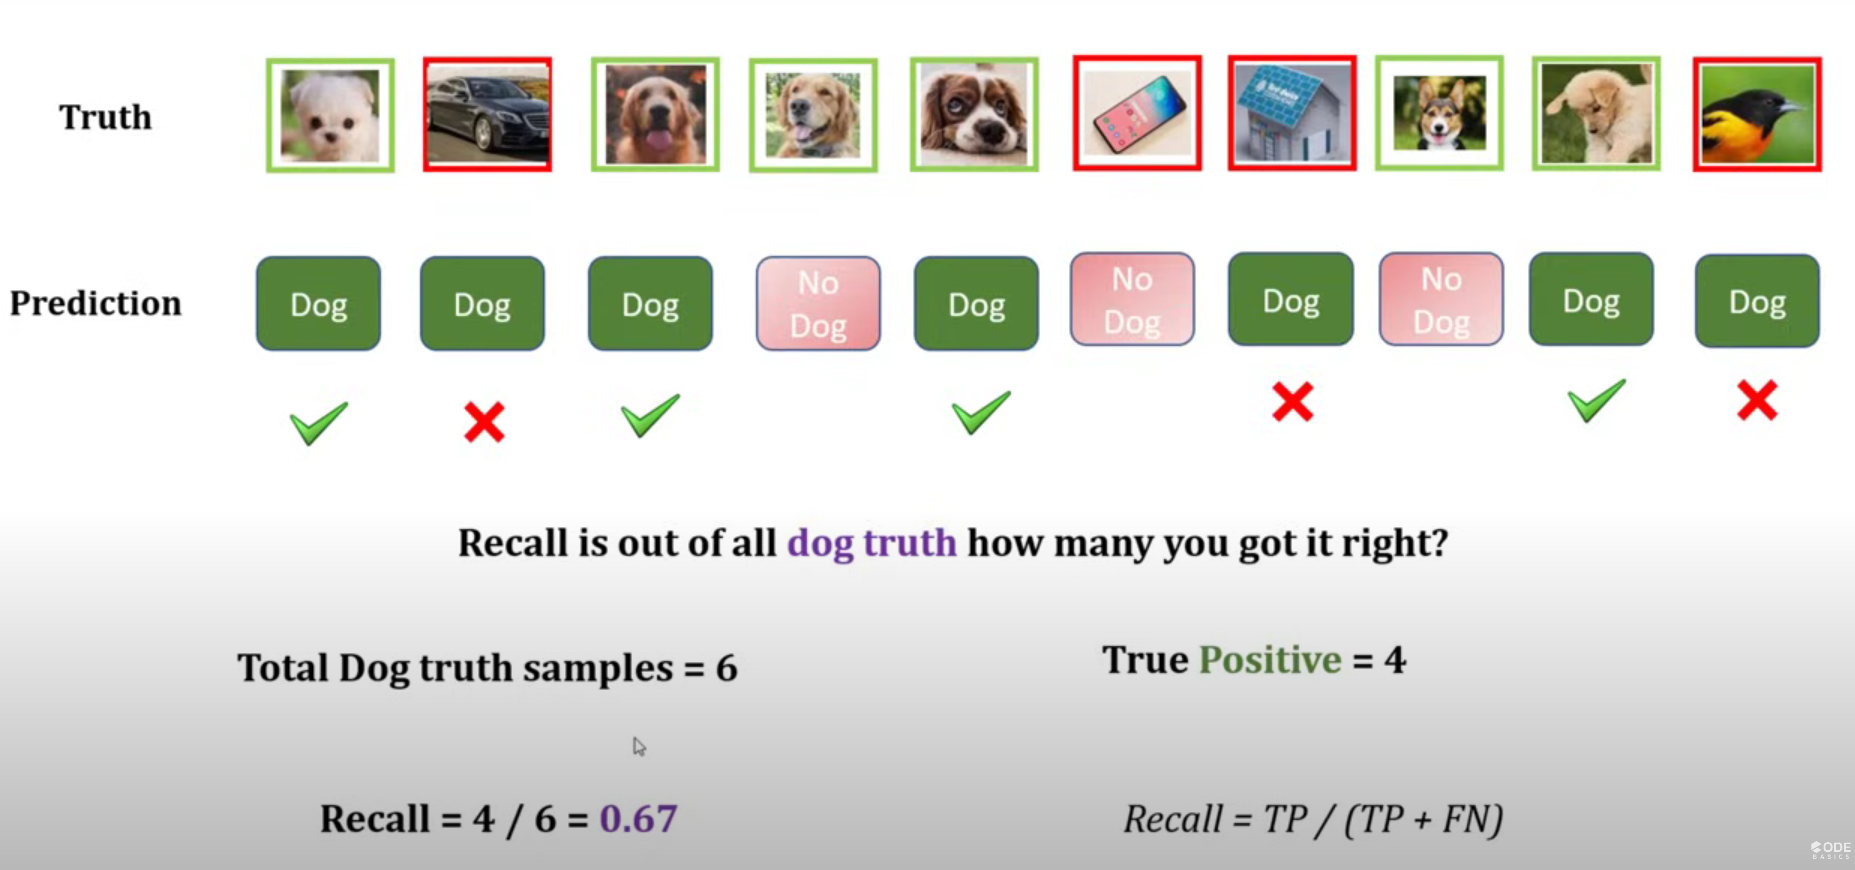 Truth
Prediction
Dog
Dog
Dog
No
Dog
Dog
No
Dog
Dog
No
Dog
Dog
Dog
Recall is out of all dog truth how many you got it right?
Total Dog truth samples = 6
True Positive = 4
Recall = 4 / 6 = 0.67
Recall = TP / (TP + FN)
CODE
BASICS